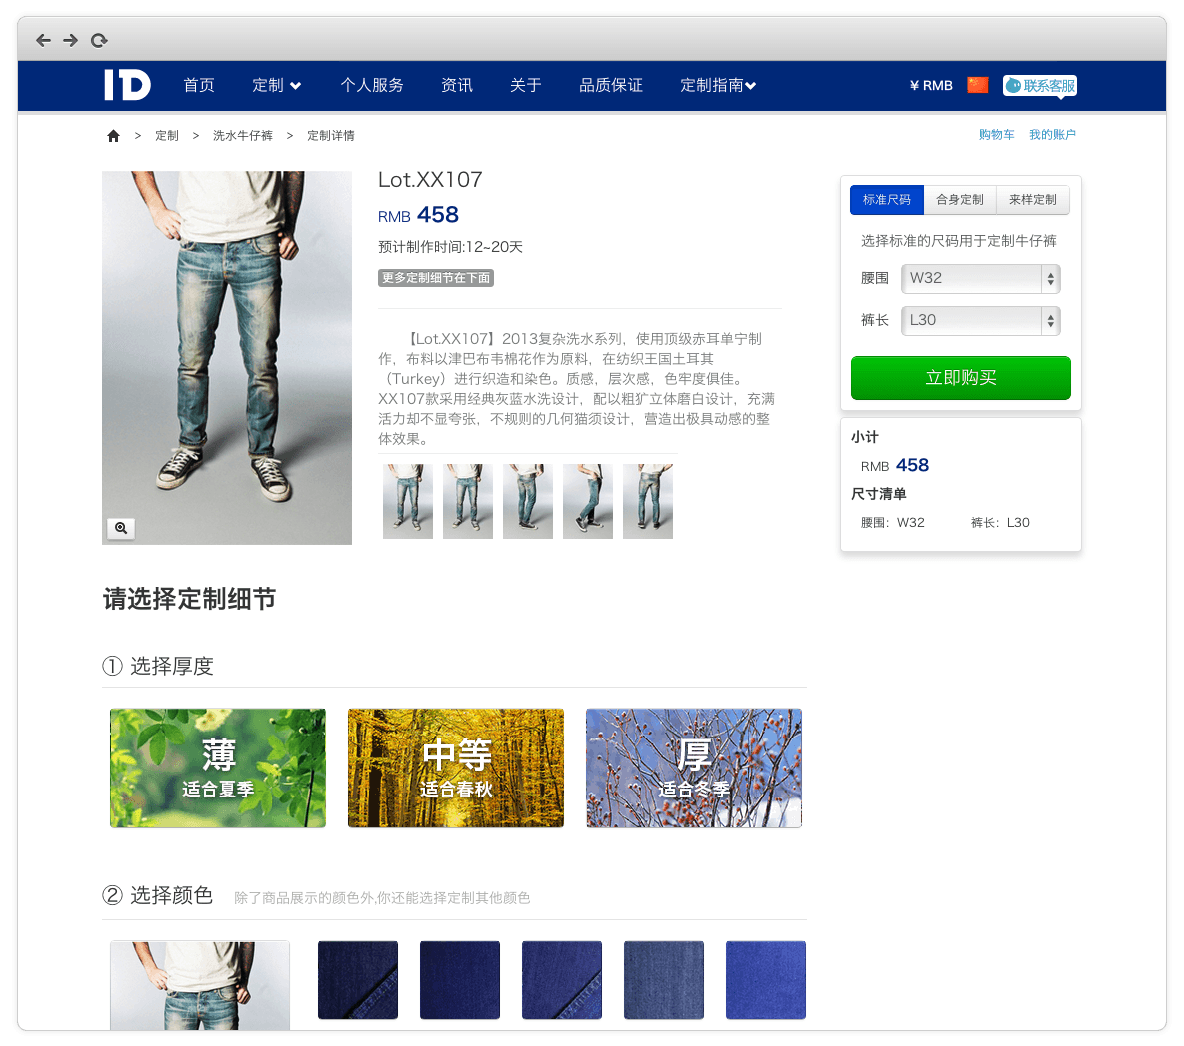 ID 首页 定制 个人服务 资讯 关于 品质保证 定制指南 ¥ RMB 联系客服
> 定制 > 洗水牛仔裤 > 定制详情
购物车 我的账户
Lot.XX107
RMB 458
预计制作时间:12~20天
更多定制细节在下面
【Lot.XX107】2013复杂洗水系列，使用顶级赤耳单宁制
作，布料以津巴布韦棉花作为原料，在纺织王国土耳其
（Turkey）进行织造和染色。质感，层次感，色牢度俱佳。
XX107款采用经典灰蓝水洗设计，配以粗犷立体磨白设计，充满
活力却不显夸张，不规则的几何猫须设计，营造出极具动感的整
体效果。
标准尺码 合身定制 来样定制
选择标准的尺码用于定制牛仔裤
腰围 W32
裤长 L30
立即购买
小计
RMB 458
尺寸清单
腰围：W32 裤长：L30
请选择定制细节
① 选择厚度
薄
适合夏季
中等
适合春秋
厚
适合冬季
② 选择颜色 除了商品展示的颜色外,你还能选择定制其他颜色